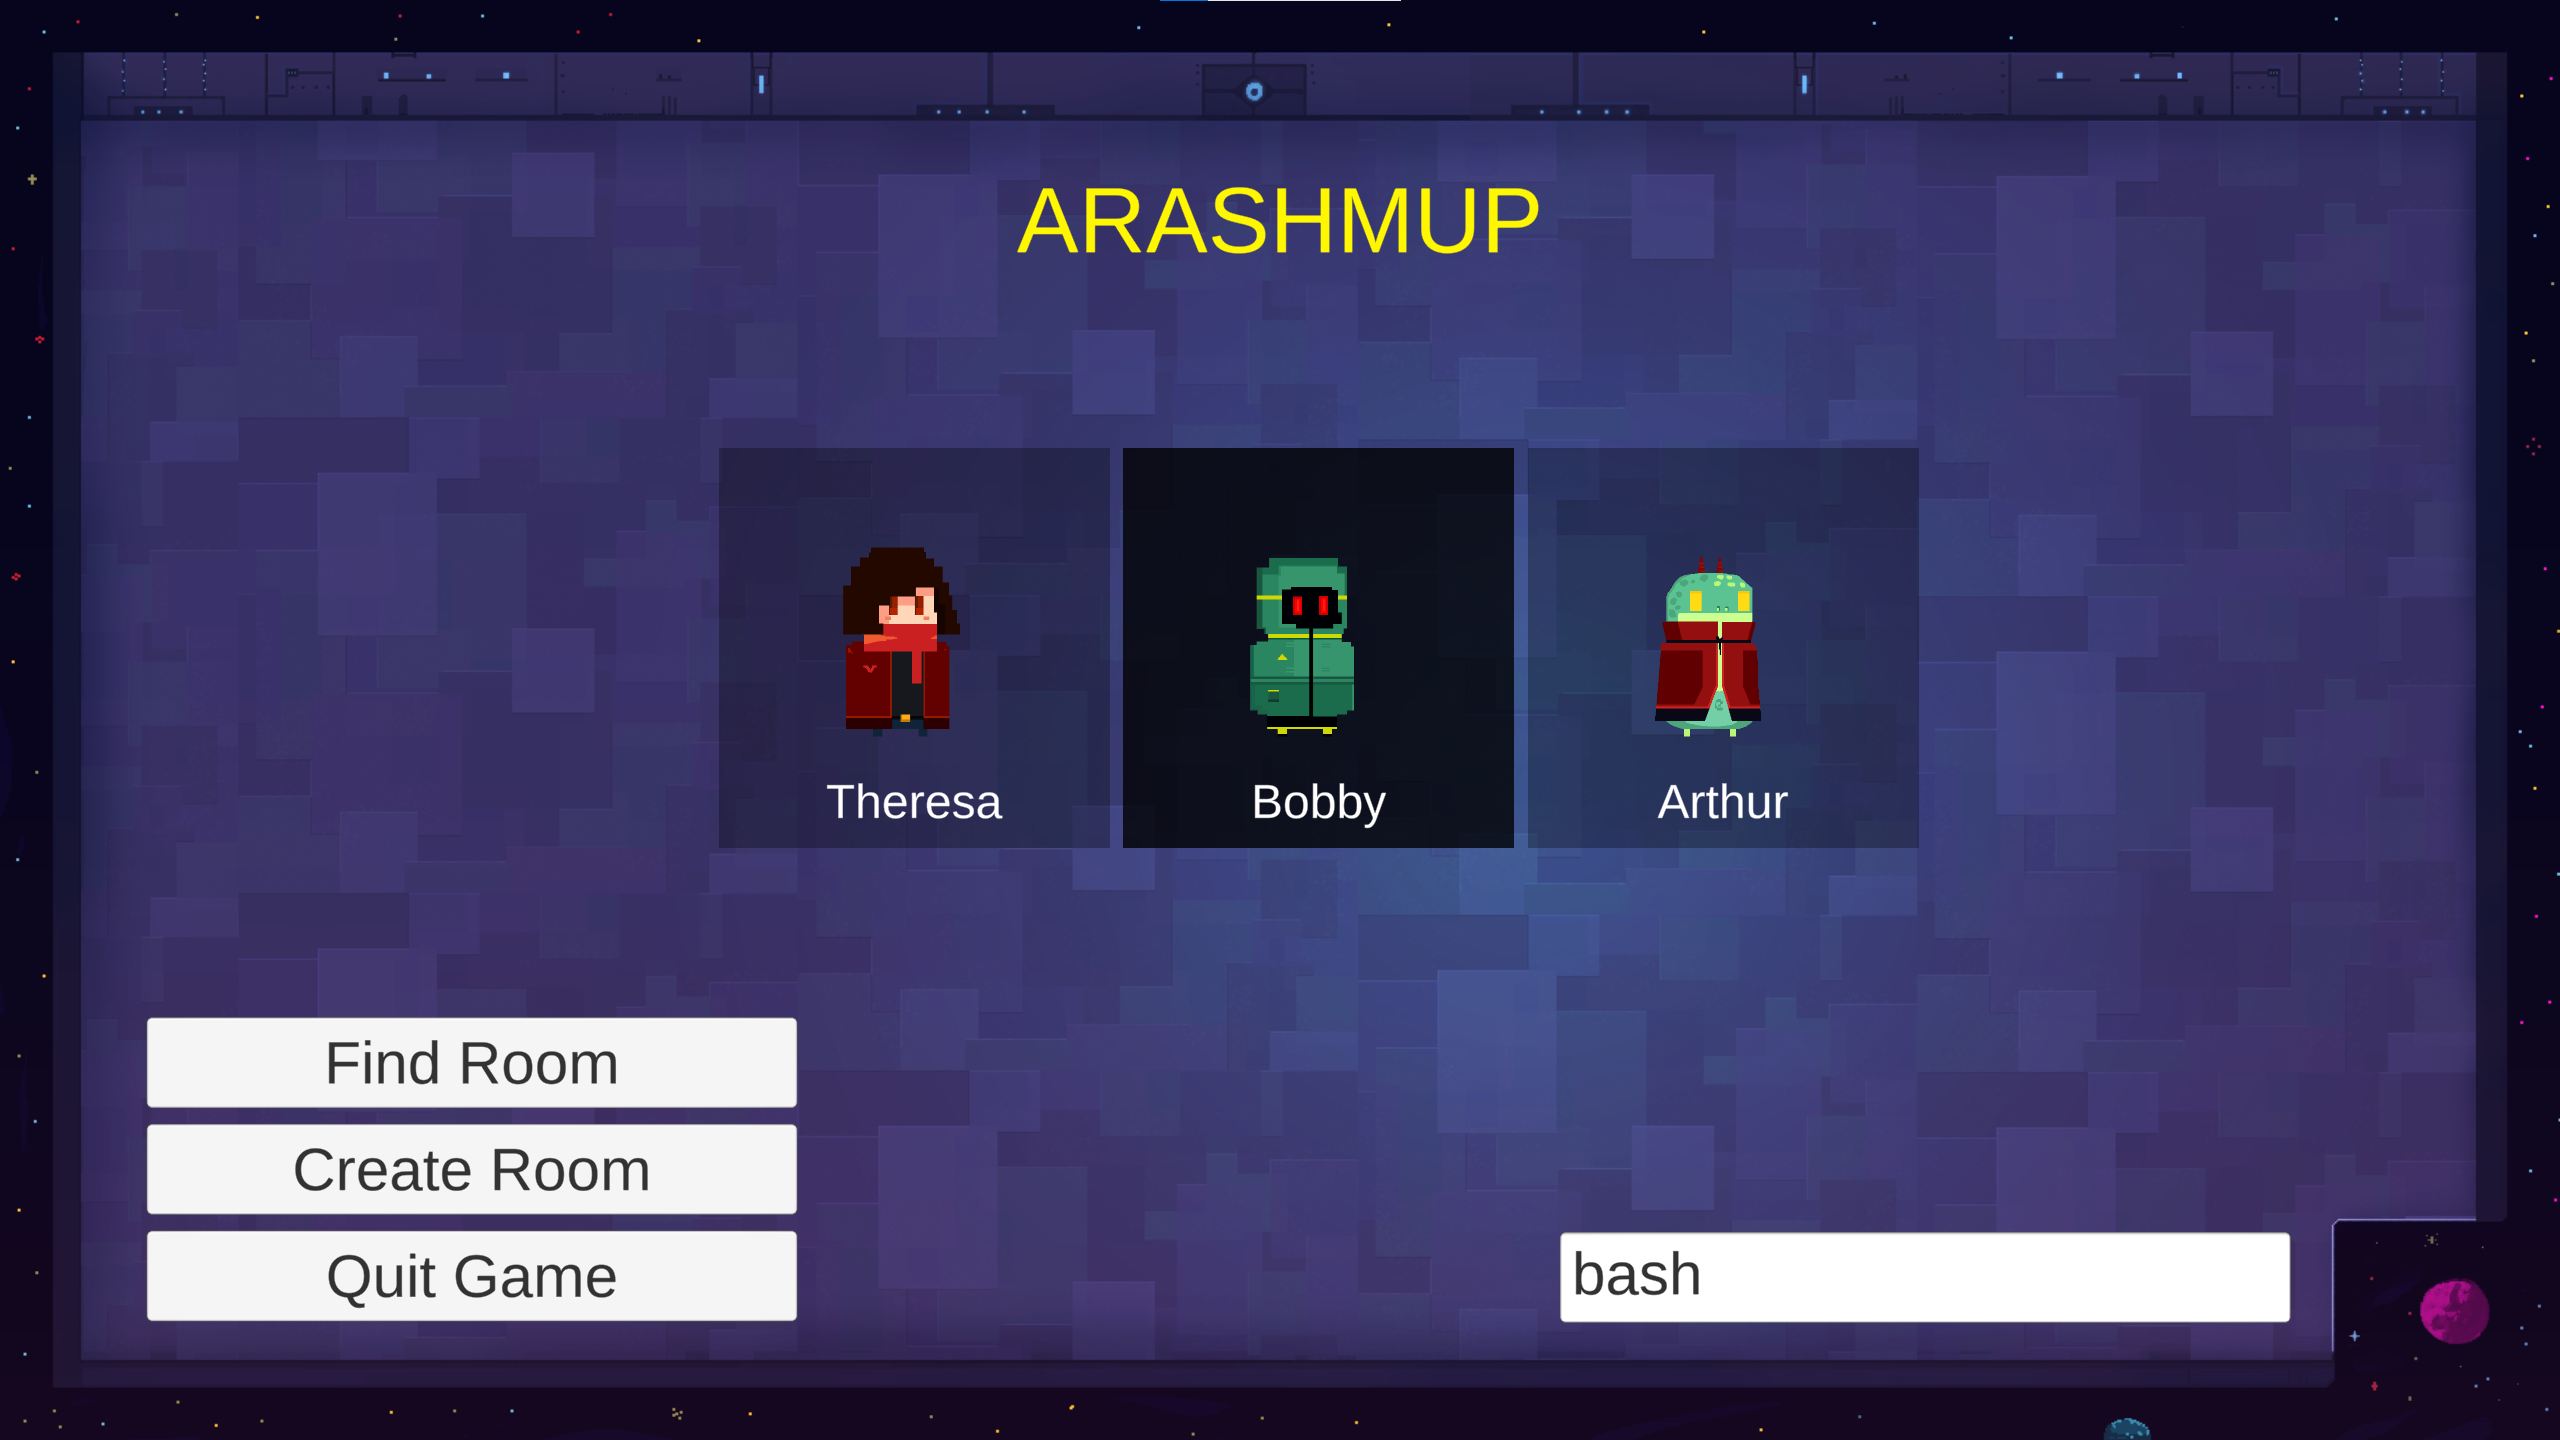 ARASHMUP
Theresa
Bobby
Arthur
Find Room
Create Room
Quit Game
bash